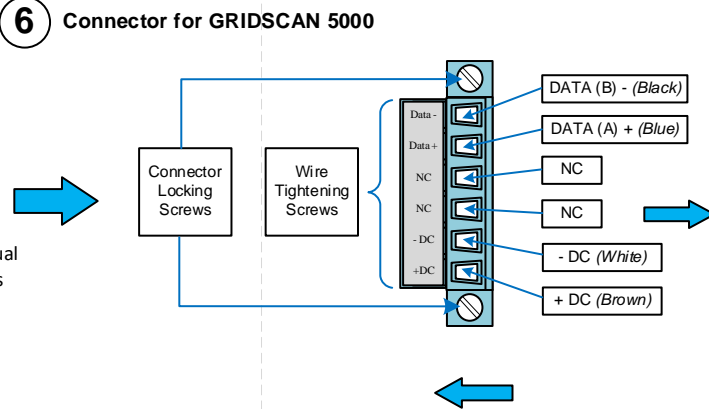 6 Connector for GRIDSCAN 5000
Connector
Locking
Screws
Wire
Tightening
Screws
Data -
Data +
NC
NC
- DC
+DC
DATA (B) - (Black)
DATA (A) + (Blue)
NC
NC
- DC (White)
+ DC (Brown)